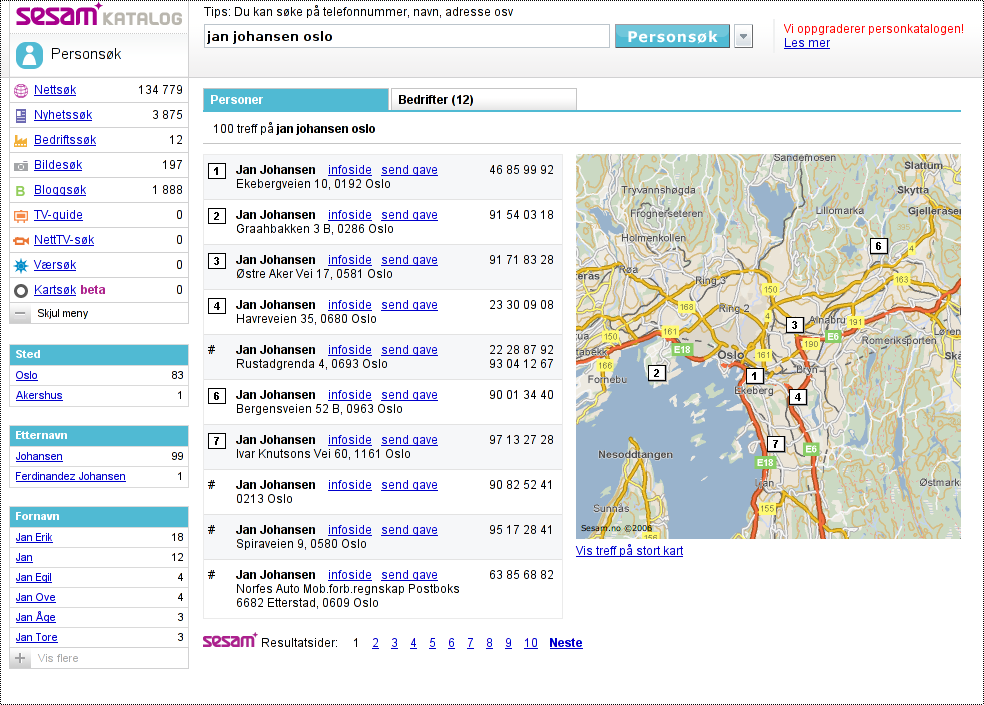 sesam KATALOG
Tips: Du kan søke på telefonnummer, navn, adresse osv
jan johansen oslo
Personsøk
Vi oppgraderer personkatalogen!
Les mer
Personsøk
Nettsøk 134 779
Nyhetssøk 3 875
Bedriftssøk 12
Bildesøk 197
B Bloggsøk 1 888
TV-guide 0
NettTV-søk 0
Værsøk 0
Kartsøk beta 0
Skjul meny
Sted
Oslo 83
Akershus 1
Etternavn
Johansen 99
Ferdinandez Johansen 1
Fornavn
Jan Erik 18
Jan 12
Jan Egil 4
Jan Ove 4
Jan Åge 3
Jan Tore 3
Vis flere
Personer
Bedrifter (12)
100 treff på jan johansen oslo
1 Jan Johansen infoside send gave 46 85 99 92
Ekebergveien 10, 0192 Oslo
2 Jan Johansen infoside send gave 91 54 03 18
Graahbakken 3 B, 0286 Oslo
3 Jan Johansen infoside send gave 91 71 83 28
Østre Aker Vei 17, 0581 Oslo
4 Jan Johansen infoside send gave 23 30 09 08
Havreveien 35, 0680 Oslo
# Jan Johansen infoside send gave 22 28 87 92
Rustadgrenda 4, 0693 Oslo 93 04 12 67
6 Jan Johansen infoside send gave 90 01 34 40
Bergensveien 52 B, 0963 Oslo
7 Jan Johansen infoside send gave 97 13 27 28
Ivar Knutsons Vei 60, 1161 Oslo
# Jan Johansen infoside send gave 90 82 52 41
0213 Oslo
# Jan Johansen infoside send gave 95 17 28 41
Spiraveien 9, 0580 Oslo
# Jan Johansen infoside send gave 63 85 68 82
Norfes Auto Mob.forb.regnskap Postboks
6682 Etterstad, 0609 Oslo
sesam Resultatsider: 1 2 3 4 5 6 7 8 9 10 Neste
Sandemosen
Slattum
Tryvannshøgda
Skytta
Frognerseteren
Lillomarka
Gjelleråsen
Holmenkollen
6
4
Røa
Ring 3
163
150
168
Ring 2
4
3
Alnabru
191
161
150
E6
190
Romeriksporten
E18
Oslo
161
166
2
1
Bryn
Fornebu
Ekeberg
4
7
E6
Nesoddtangen
E18
Sunnås
155
Østmarka
156
Sesam.no ©2006
Vis treff på stort kart